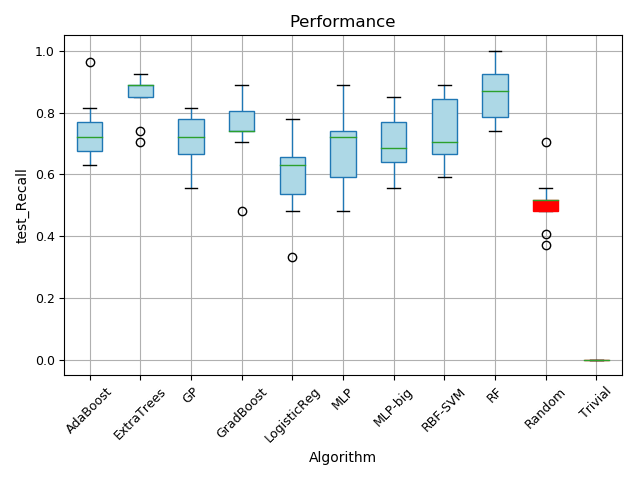 Performance
test_Recall
1.0
0.8
0.6
0.4
0.2
0.0
AdaBoost
ExtraTrees
GP
GradBoost
LogisticReg
MLP
MLP-big
RBF-SVM
RF
Random
Trivial
Algorithm